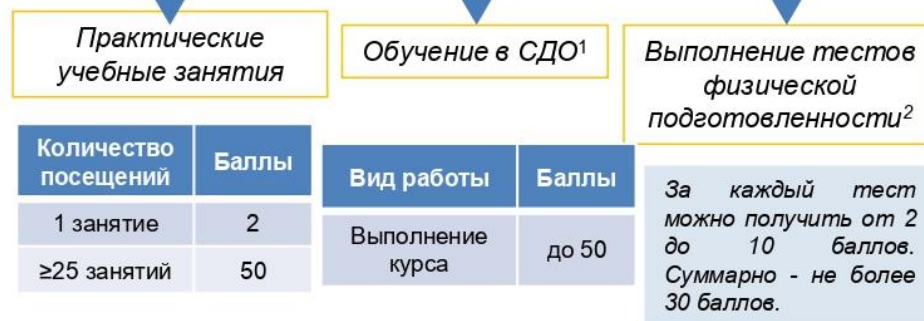 Практические
учебные занятия
Количество посещений Баллы
1 занятие 2
≥25 занятий 50
Обучение в СДО¹
Вид работы Баллы
Выполнение курса до 50
Выполнение тестов
физической
подготовленности²
За каждый тест
можно получить от 2
до 10 баллов.
Суммарно - не более
30 баллов.